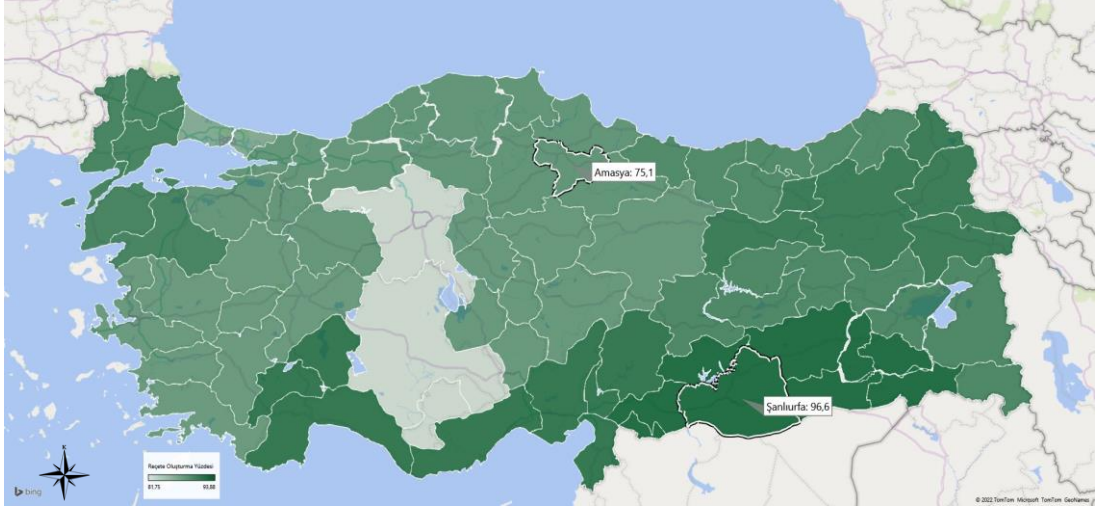 Amasya: 75,1
Şanlıurfa: 96,6
K
Reçete Oluşturma Yüzdesi
81,75 93,88
bing
© 2022 TomTom Microsoft TomTom GeoNames